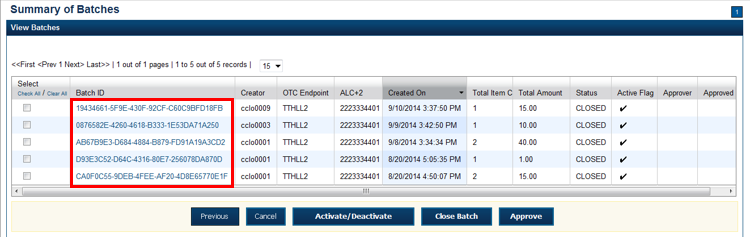 Summary of Batches
1
View Batches
<<First <Prev 1 Next> Last>> | 1 out of 1 pages | 1 to 5 out of 5 records | 15
Select
Check All / Clear All Batch ID Creator OTC Endpoint ALC+2 Created On Total Item C Total Amount Status Active Flag Approver Approved
19434661-5F9E-430F-92CF-C60C9BFD18FB cclo0009 TTHLL2 2223334401 9/10/2014 3:37:50 PM 1 15.00 CLOSED ✔
0876582E-4260-4618-B333-1E53DA71A250 cclo0003 TTHLL2 2223334401 9/9/2014 3:42:50 PM 1 10.00 CLOSED ✔
AB67B9E3-D684-4884-B879-FD91A19A3CD2 cclo0001 TTHLL2 2223334401 9/8/2014 3:34:34 PM 2 40.00 CLOSED ✔
D93E3C52-D64C-4316-80E7-256078DA870D cclo0001 TTHLL2 2223334401 8/20/2014 5:05:35 PM 1 1.00 CLOSED ✔
CA0F0C55-9DEB-4FEE-AF20-4D8E65770E1F cclo0001 TTHLL2 2223334401 8/20/2014 4:50:07 PM 2 15.00 CLOSED ✔
Previous Cancel Activate/Deactivate Close Batch Approve